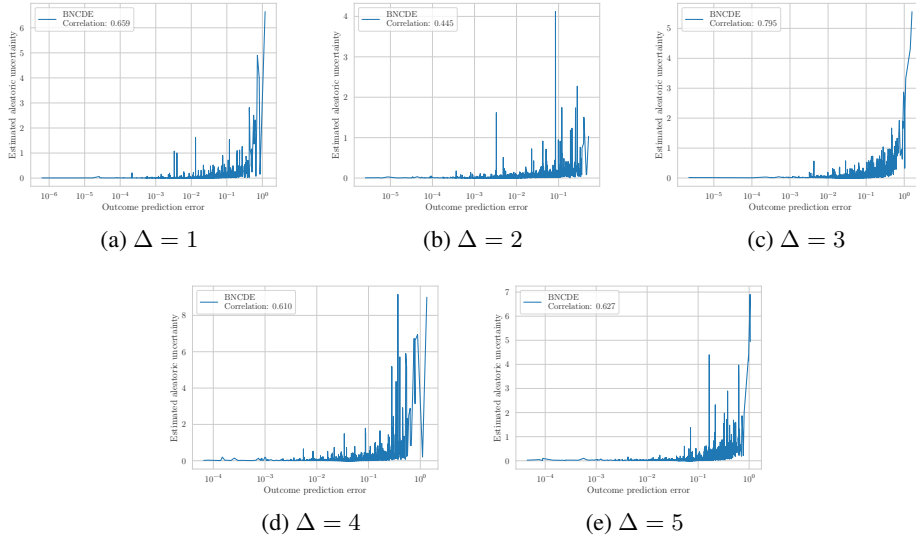 BNCDE
Correlation: 0.659
Estimated aleatoric uncertainty
6
5
4
3
2
1
0
10⁻⁶
10⁻⁵
10⁻⁴
10⁻³
10⁻²
10⁻¹
10⁰
Outcome prediction error
(a) Δ = 1
BNCDE
Correlation: 0.445
Estimated aleatoric uncertainty
4
3
2
1
0
10⁻⁵
10⁻⁴
10⁻³
10⁻²
10⁻¹
Outcome prediction error
(b) Δ = 2
BNCDE
Correlation: 0.795
Estimated aleatoric uncertainty
5
4
3
2
1
0
10⁻⁵
10⁻⁴
10⁻³
10⁻²
10⁻¹
10⁰
Outcome prediction error
(c) Δ = 3
BNCDE
Correlation: 0.610
Estimated aleatoric uncertainty
8
6
4
2
0
10⁻⁴
10⁻³
10⁻²
10⁻¹
10⁰
Outcome prediction error
(d) Δ = 4
BNCDE
Correlation: 0.627
Estimated aleatoric uncertainty
7
6
5
4
3
2
1
0
10⁻⁴
10⁻³
10⁻²
10⁻¹
10⁰
Outcome prediction error
(e) Δ = 5